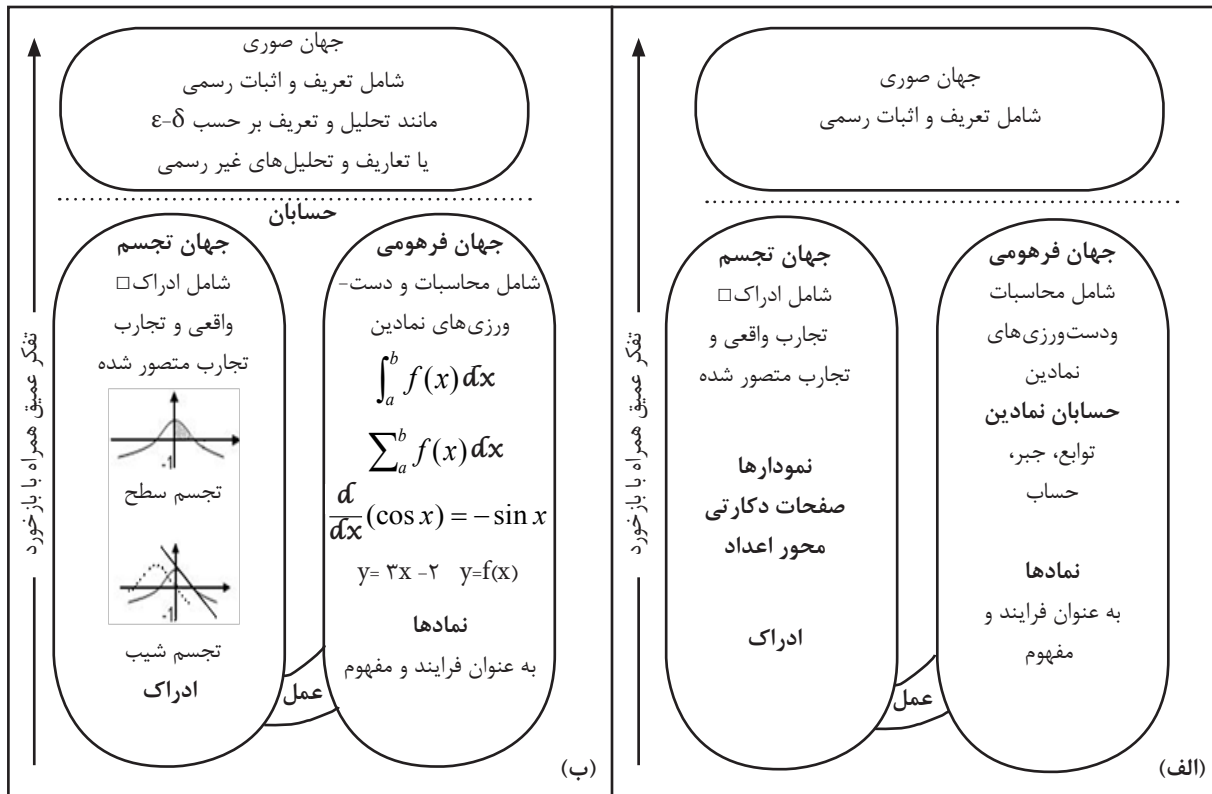 جهان صوری
شامل تعریف و اثبات رسمی
جهان تجسم
شامل ادراک□
تجارب واقعی و
تجارب متصور شده
نمودارها
صفحات دکارتی
محور اعداد
ادراک
جهان فرهومی
شامل محاسبات
ودست‌ورزی‌های
نمادین
حسابان نمادین
توابع، جبر،
حساب
نمادها
به عنوان فرایند و
مفهوم
عمل
تفکر عمیق همراه با بازخورد
(الف)
جهان صوری
شامل تعریف و اثبات رسمی
مانند تحلیل و تعریف بر حسب ε-δ
یا تعاریف و تحلیل‌های غیر رسمی
حسابان
جهان تجسم
شامل ادراک□
واقعی و تجارب
تجارب متصور شده
-1
تجسم سطح
-1
تجسم شیب
ادراک
جهان فرهومی
شامل محاسبات و دست-
ورزی‌های نمادین
∫_a^b f(x)dx
∑_a^b f(x)dx
d/dx (cos x) = −sin x
y= ۳x -۲ y=f(x)
نمادها
به عنوان فرایند و مفهوم
عمل
تفکر عمیق همراه با بازخورد
(ب)